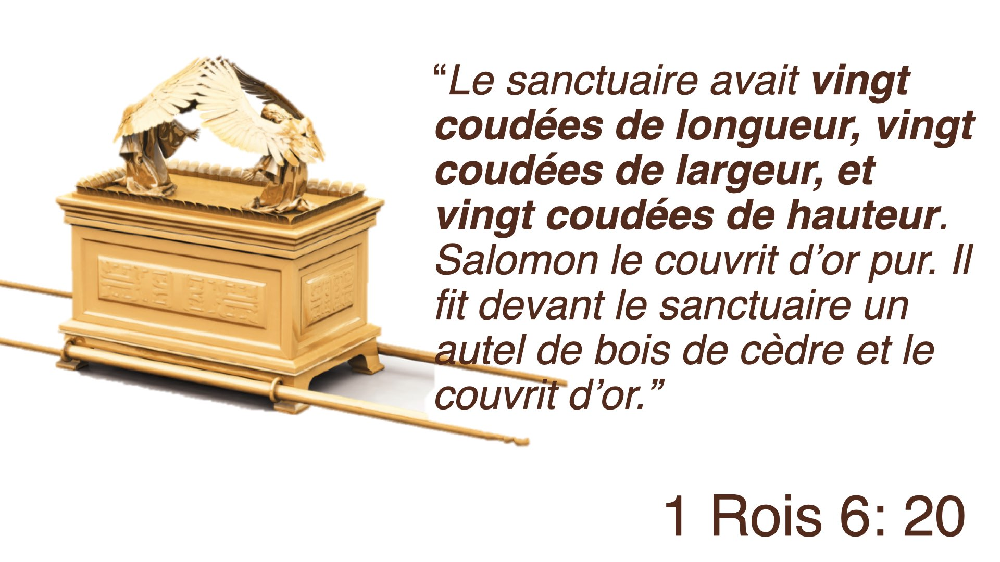 “Le sanctuaire avait vingt
coudées de longueur, vingt
coudées de largeur, et
vingt coudées de hauteur.
Salomon le couvrit d’or pur. Il
fit devant le sanctuaire un
autel de bois de cèdre et le
couvrit d’or.”
1 Rois 6: 20